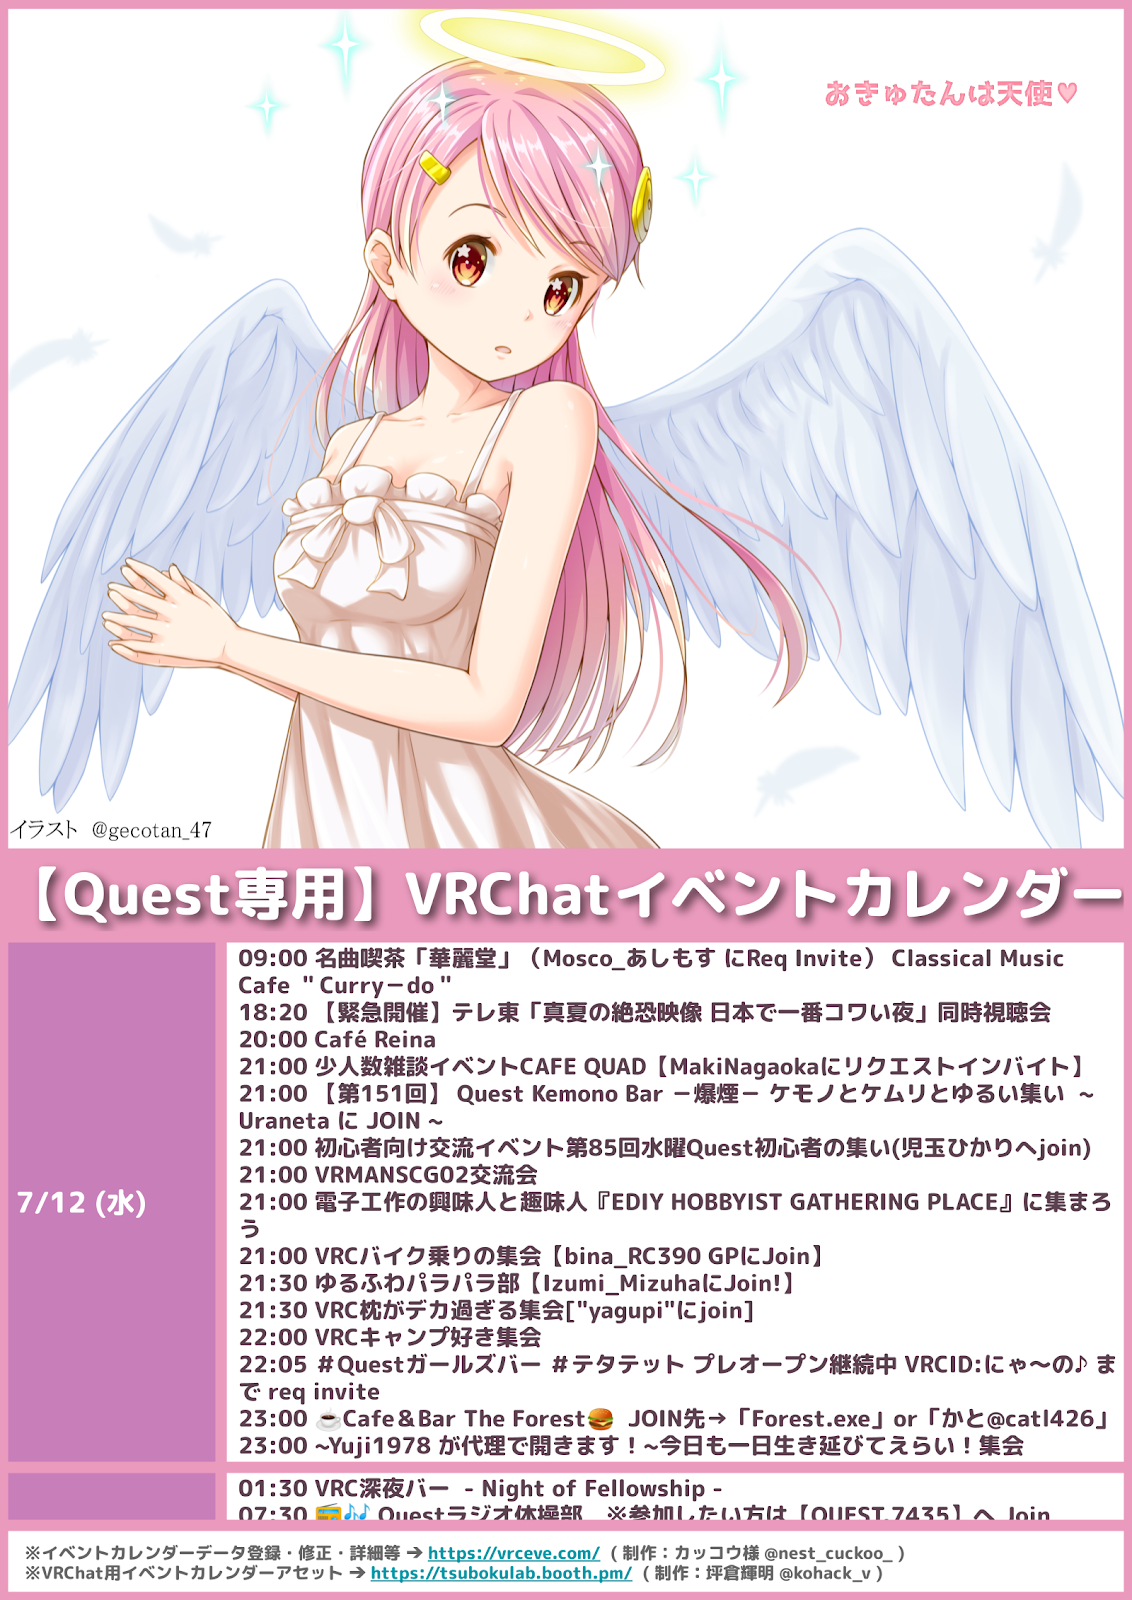 おきゅたんは天使♥
イラスト @gecotan_47
【Quest専用】VRChatイベントカレンダー
7/12 (水)
09:00 名曲喫茶「華麗堂」（Mosco_あしもす にReq Invite） Classical Music
Cafe ＂Curry－do＂
18:20 【緊急開催】テレ東「真夏の絶恐映像 日本で一番コワい夜」同時視聴会
20:00 Café Reina
21:00 少人数雑談イベントCAFE QUAD【MakiNagaokaにリクエストインバイト】
21:00 【第151回】 Quest Kemono Bar －爆煙－ ケモノとケムリとゆるい集い ~
Uraneta に JOIN ~
21:00 初心者向け交流イベント第85回水曜Quest初心者の集い(児玉ひかりへjoin)
21:00 VRMANSCG02交流会
21:00 電子工作の興味人と趣味人『EDIY HOBBYIST GATHERING PLACE』に集まろ
う
21:00 VRCバイク乗りの集会【bina_RC390 GPにJoin】
21:30 ゆるふわパラパラ部【Izumi_MizuhaにJoin!】
21:30 VRC枕がデカ過ぎる集会["yagupi"にjoin]
22:00 VRCキャンプ好き集会
22:05 ＃Questガールズバー ＃テタテット プレオープン継続中 VRCID:にゃ～の♪ ま
で req invite
23:00 ☕Cafe＆Bar The Forest🍔 JOIN先→「Forest.exe」or「かと@catl426」
23:00 ~Yuji1978 が代理で開きます！~今日も一日生き延びてえらい！集会
01:30 VRC深夜バー - Night of Fellowship -
07:30 📻🎶 Questラジオ体操部 ※参加したい方は【QUEST.7435】へ Join
※イベントカレンダーデータ登録・修正・詳細等 ➔ https://vrceve.com/ ( 制作：カッコウ様 @nest_cuckoo_ )
※VRChat用イベントカレンダーアセット ➔ https://tsubokulab.booth.pm/ ( 制作：坪倉輝明 @kohack_v )